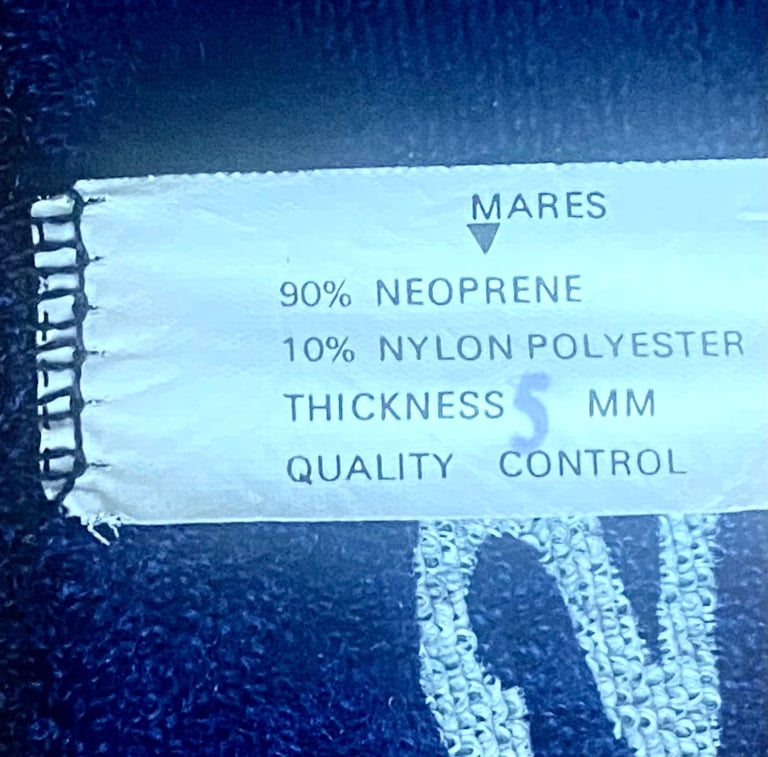 MARES
90% NEOPRENE
10% NYLON POLYESTER
THICKNESS 5 MM
QUALITY CONTROL